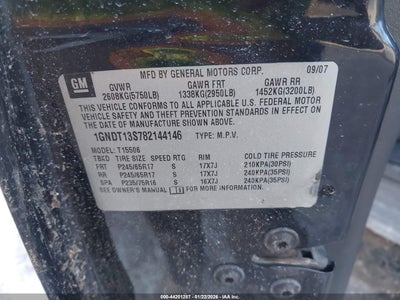 MFD BY GENERAL MOTORS CORP. 09/07
GM
GVWR GAWR FRT GAWR RR
2608KG(5750LB) 1338KG(2950LB) 1452KG(3200LB)
THIS VEHICLE CONFORMS TO ALL APPLICABLE U.S. FEDERAL MOTOR
VEHICLE SAFETY, BUMPER, AND THEFT PREVENTION STANDARDS IN
EFFECT ON THE DATE OF MANUFACTURE SHOWN ABOVE.
1GNDT13S782144146 TYPE: M.P.V.
MODEL: T15506
TIRE SIZE SPEED RTG RIM COLD TIRE PRESSURE
FRT P245/65R17 S 17X7J 210KPA(30PSI)
RR P245/65R17 S 17X7J 240KPA(35PSI)
SPA P235/75R16 S 16X7J 240KPA(35PSI)
SEE OWNER'S MANUAL FOR ADDITIONAL INFORMATION.
000-44201287 - 01/22/2026 - IAA